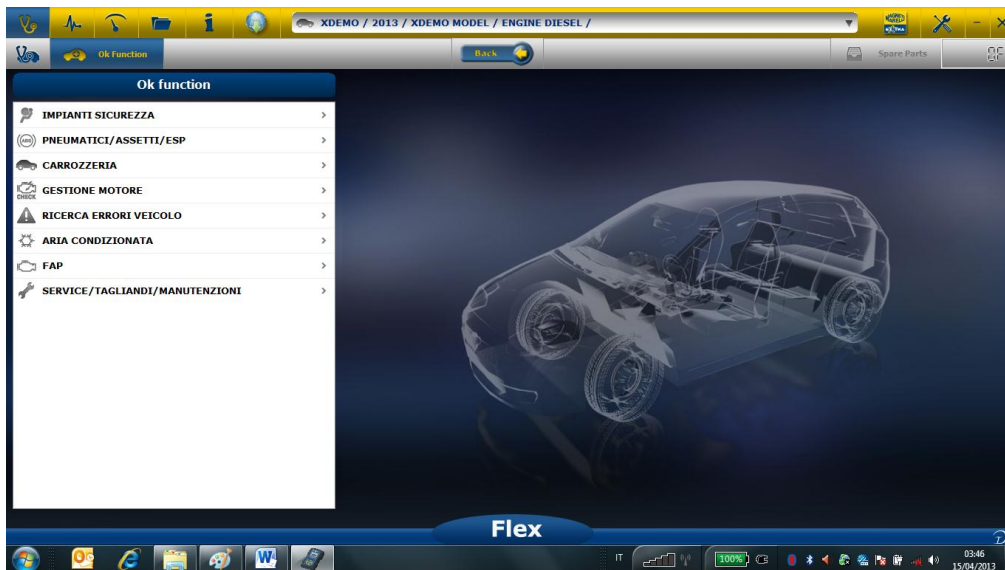 XDEMO / 2013 / XDEMO MODEL / ENGINE DIESEL /
Ok Function
Back
Spare Parts
Ok function
IMPIANTI SICUREZZA
PNEUMATICI/ASSETTI/ESP
CARROZZERIA
CHECK
GESTIONE MOTORE
RICERCA ERRORI VEICOLO
ARIA CONDIZIONATA
FAP
SERVICE/TAGLIANDI/MANUTENZIONI
Flex
IT
100%
03:46
15/04/2013